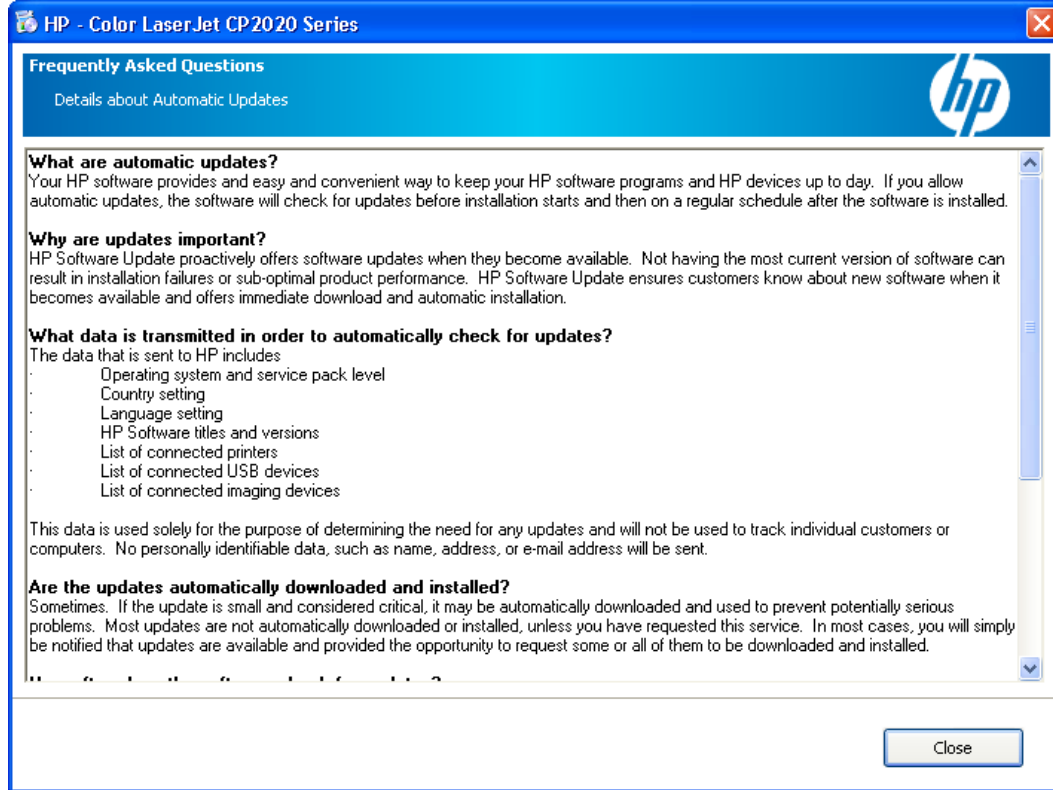 HP - Color LaserJet CP2020 Series
Frequently Asked Questions
Details about Automatic Updates
hp
What are automatic updates?
Your HP software provides and easy and convenient way to keep your HP software programs and HP devices up to day.  If you allow
automatic updates, the software will check for updates before installation starts and then on a regular schedule after the software is installed.
Why are updates important?
HP Software Update proactively offers software updates when they become available.  Not having the most current version of software can
result in installation failures or sub-optimal product performance.  HP Software Update ensures customers know about new software when it
becomes available and offers immediate download and automatic installation.
What data is transmitted in order to automatically check for updates?
The data that is sent to HP includes
· Operating system and service pack level
· Country setting
· Language setting
· HP Software titles and versions
· List of connected printers
· List of connected USB devices
· List of connected imaging devices
This data is used solely for the purpose of determining the need for any updates and will not be used to track individual customers or
computers.  No personally identifiable data, such as name, address, or e-mail address will be sent.
Are the updates automatically downloaded and installed?
Sometimes.  If the update is small and considered critical, it may be automatically downloaded and used to prevent potentially serious
problems.  Most updates are not automatically downloaded or installed, unless you have requested this service.  In most cases, you will simply
be notified that updates are available and provided the opportunity to request some or all of them to be downloaded and installed.
Close